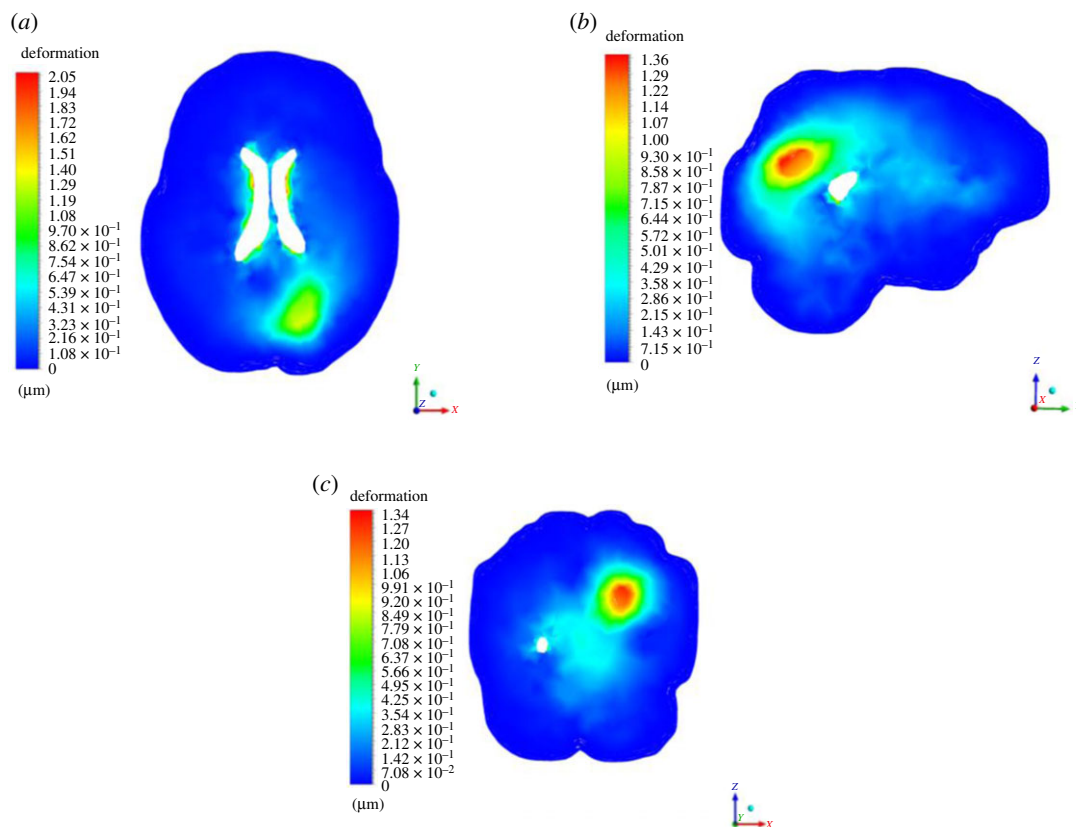 (a)
deformation
2.05
1.94
1.83
1.72
1.62
1.51
1.40
1.29
1.19
1.08
9.70 × 10⁻¹
8.62 × 10⁻¹
7.54 × 10⁻¹
6.47 × 10⁻¹
5.39 × 10⁻¹
4.31 × 10⁻¹
3.23 × 10⁻¹
2.16 × 10⁻¹
1.08 × 10⁻¹
0
(µm)
Y
Z
X
(b)
deformation
1.36
1.29
1.22
1.14
1.07
1.00
9.30 × 10⁻¹
8.58 × 10⁻¹
7.87 × 10⁻¹
7.15 × 10⁻¹
6.44 × 10⁻¹
5.72 × 10⁻¹
5.01 × 10⁻¹
4.29 × 10⁻¹
3.58 × 10⁻¹
2.86 × 10⁻¹
2.15 × 10⁻¹
1.43 × 10⁻¹
7.15 × 10⁻¹
0
(µm)
Z
X
(c)
deformation
1.34
1.27
1.20
1.13
1.06
9.91 × 10⁻¹
9.20 × 10⁻¹
8.49 × 10⁻¹
7.79 × 10⁻¹
7.08 × 10⁻¹
6.37 × 10⁻¹
5.66 × 10⁻¹
4.95 × 10⁻¹
4.25 × 10⁻¹
3.54 × 10⁻¹
2.83 × 10⁻¹
2.12 × 10⁻¹
1.42 × 10⁻¹
7.08 × 10⁻²
0
(µm)
Z
Y
X